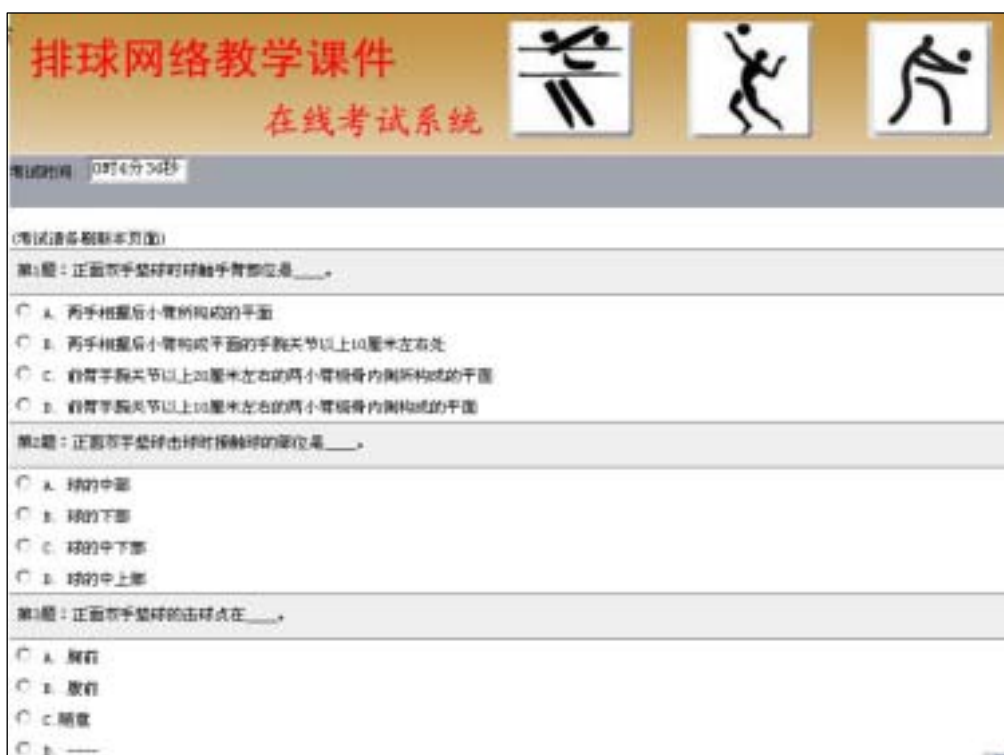 排球网络教学课件
在线考试系统
考试时间 0时4分34秒
(考试请务刷新本页面)
第1题：正面双手垫球时球触手臂部位是____。
A. 两手相握后小臂所构成的平面
B. 两手相握后小臂构成平面的手腕关节以上10厘米左右处
C. 前臂手腕关节以上20厘米左右的两小臂桡骨内侧所构成的平面
D. 前臂手腕关节以上10厘米左右的两小臂桡骨内侧构成的平面
第2题：正面双手垫球击球时接触球的部位是____。
A. 球的中部
B. 球的下部
C. 球的中下部
D. 球的中上部
第3题：正面双手垫球的击球点在____。
A. 胸前
B. 腹前
C.随意
D. ----